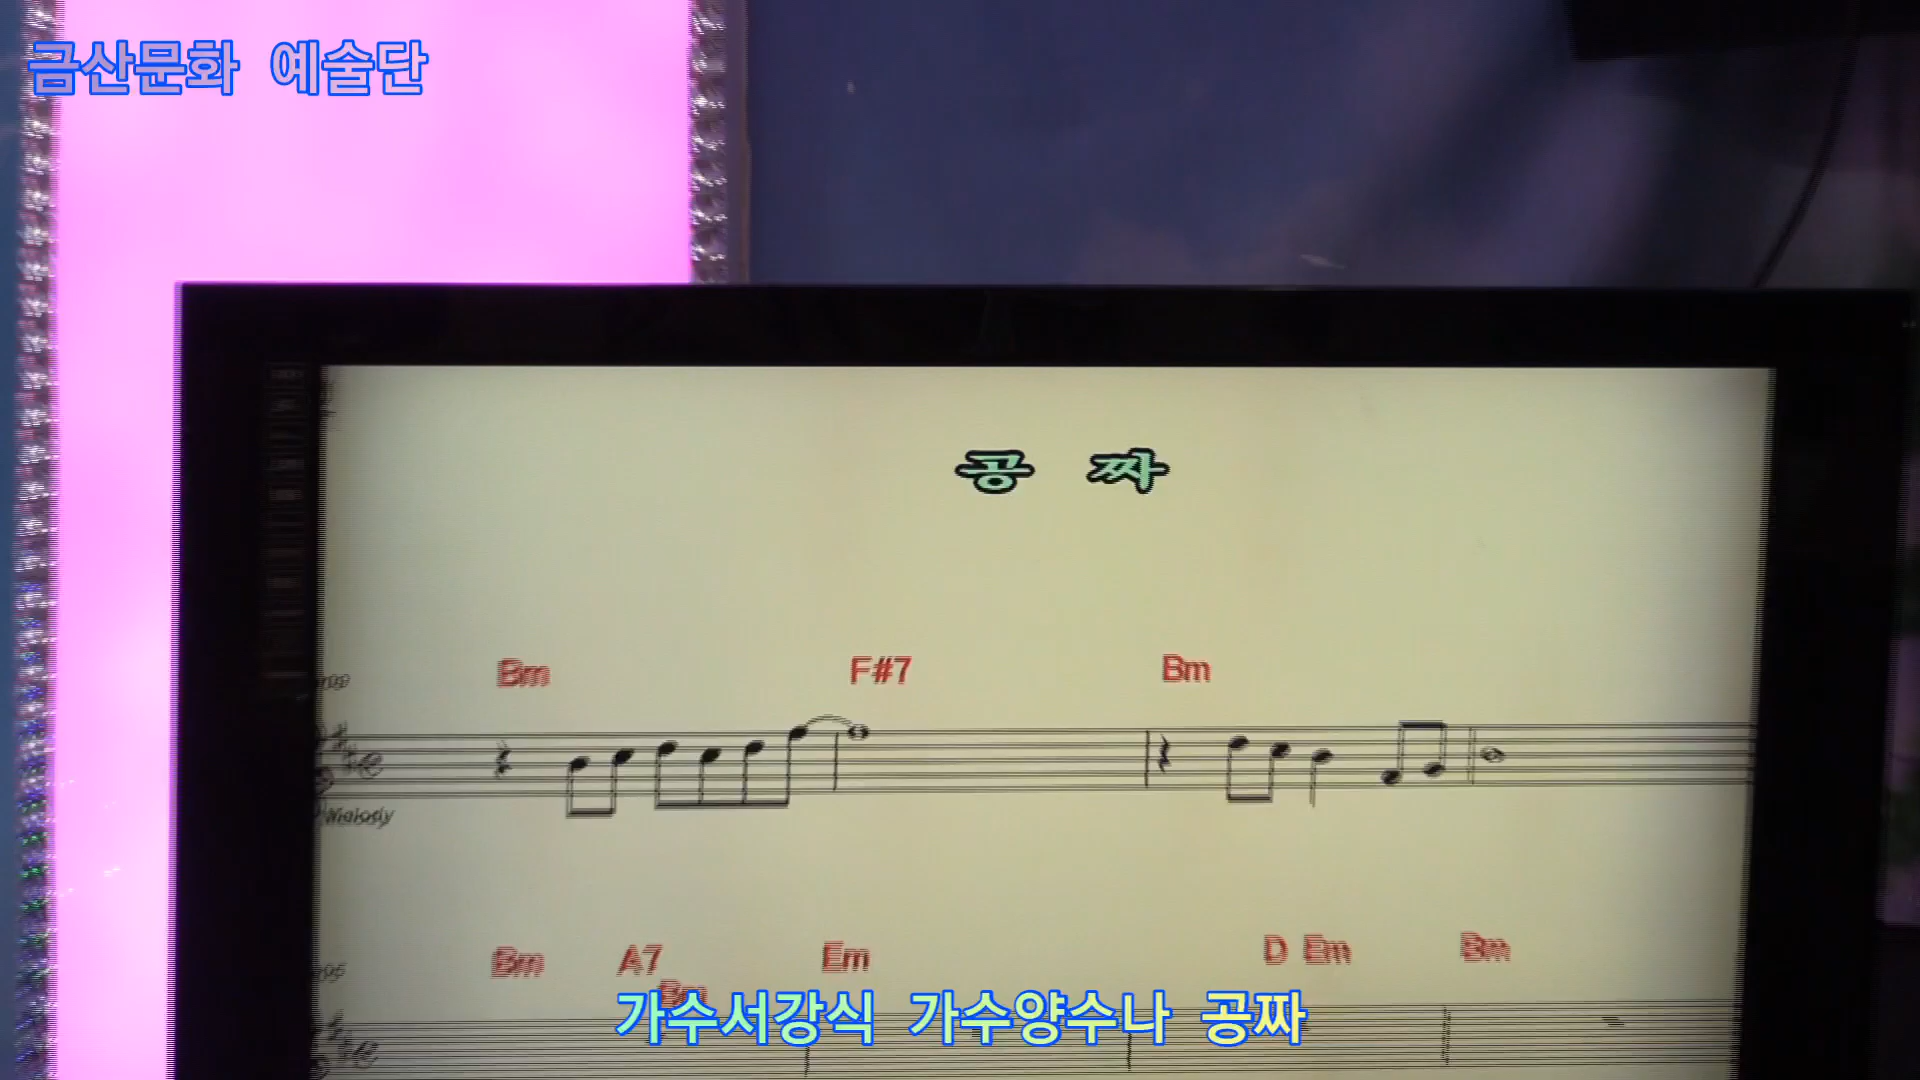 금산문화 예술단
공 짜
Bm F#7 Bm
Melody
Bm A7 Em D Em Bm
Bm
가수서강식 가수양수나 공짜